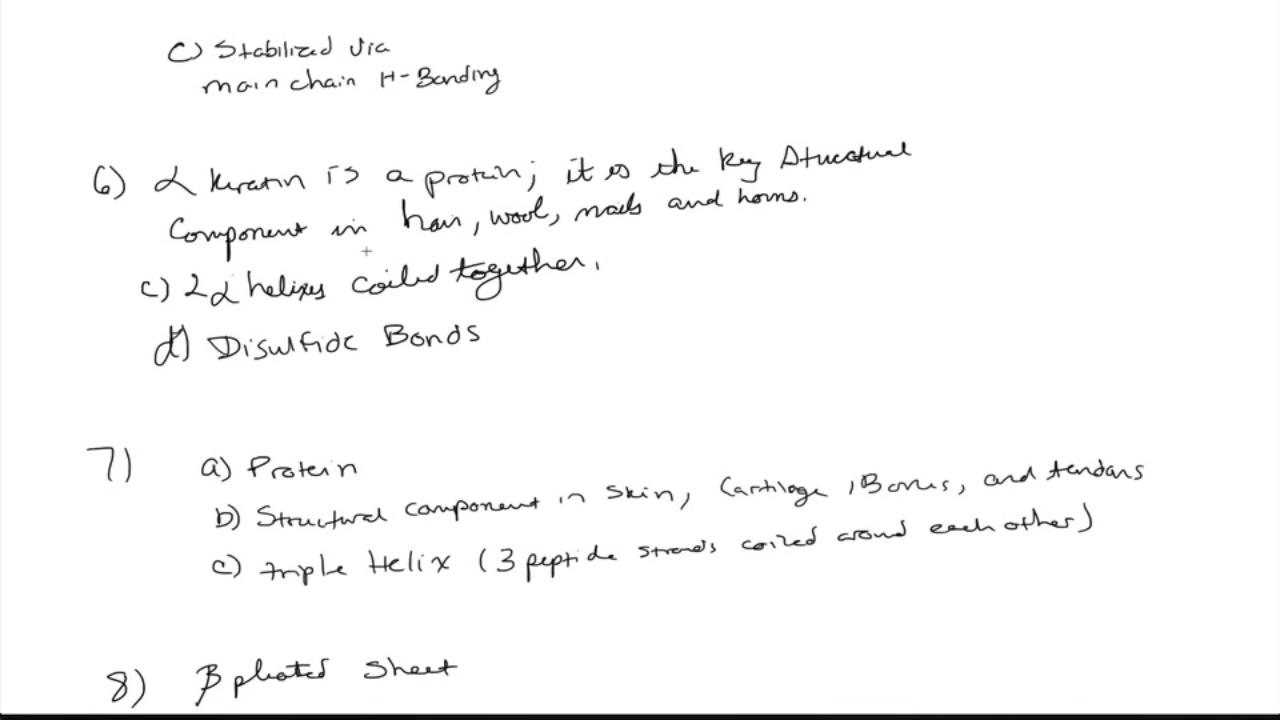 c) Stabilized via
main chain H-Bonding
6) α keratin is a protein; it is the key structural
component in hair, wool, nails and horns.
c) 2 α helixes coiled together.
d) Disulfide Bonds
7) a) Protein
b) Structural component in skin, Cartilage, Bones, and tendans
c) triple Helix (3 peptide strands coiled around each other)
8) β pleated sheet